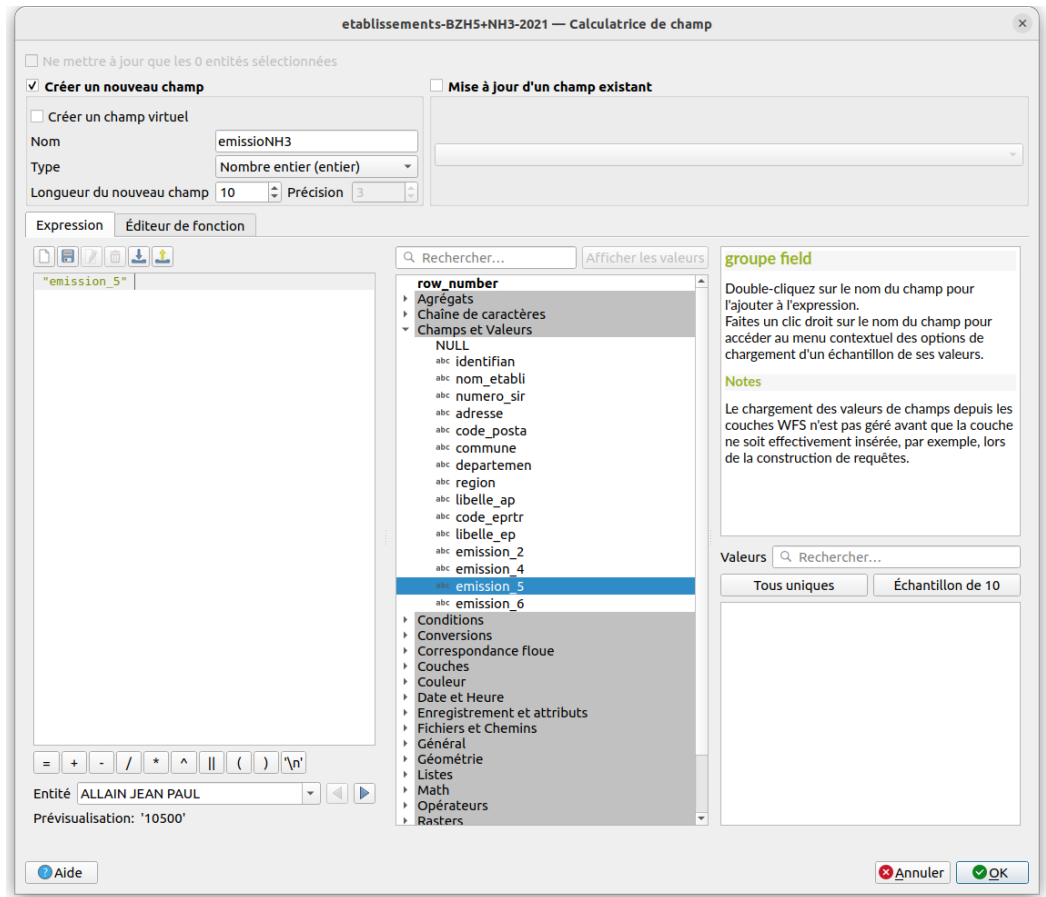 etablissements-BZH5+NH3-2021 — Calculatrice de champ
Ne mettre à jour que les 0 entités sélectionnées
Créer un nouveau champ
Mise à jour d'un champ existant
Créer un champ virtuel
Nom emissioNH3
Type Nombre entier (entier)
Longueur du nouveau champ 10 Précision 3
Expression Éditeur de fonction
"emission_5"
Rechercher... Afficher les valeurs
row_number
Agrégats
Chaîne de caractères
Champs et Valeurs
NULL
abc identifian
abc nom_etabli
abc numero_sir
abc adresse
abc code_posta
abc commune
abc departemen
abc region
abc libelle_ap
abc code_eprtr
abc libelle_ep
abc emission_2
abc emission_4
abc emission_5
abc emission_6
Conditions
Conversions
Correspondance floue
Couches
Couleur
Date et Heure
Enregistrement et attributs
Fichiers et Chemins
Général
Géométrie
Listes
Math
Opérateurs
Rasters
groupe field
Double-cliquez sur le nom du champ pour
l'ajouter à l'expression.
Faites un clic droit sur le nom du champ pour
accéder au menu contextuel des options de
chargement d'un échantillon de ses valeurs.
Notes
Le chargement des valeurs de champs depuis les
couches WFS n'est pas géré avant que la couche
ne soit effectivement insérée, par exemple, lors
de la construction de requêtes.
Valeurs Rechercher...
Tous uniques Échantillon de 10
= + - / * ^ || ( ) '\n'
Entité ALLAIN JEAN PAUL
Prévisualisation: '10500'
Aide Annuler OK